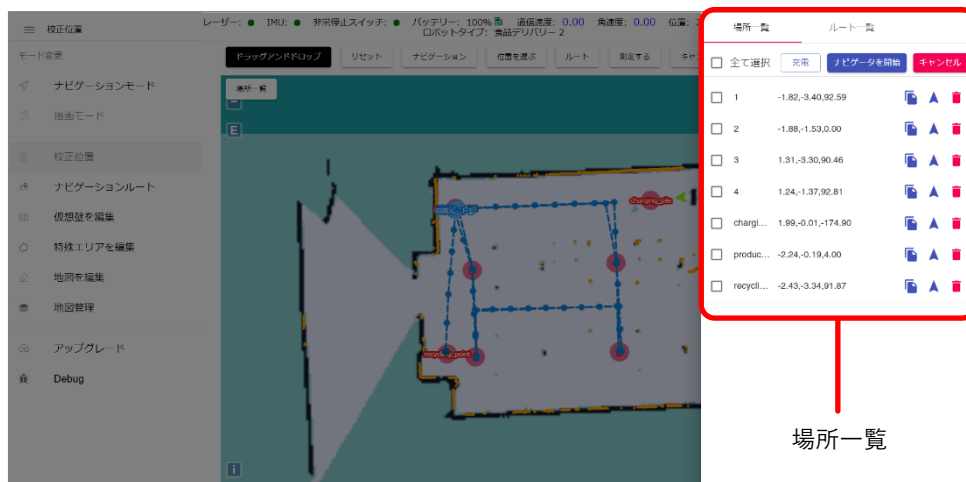 校正位置
モード変更
ナビゲーションモード
描画モード
校正位置
ナビゲーションルート
仮想壁を編集
特殊エリアを編集
地図を編集
地図管理
アップグレード
Debug
レーザー: IMU: 非常停止スイッチ: バッテリー: 100% 通信速度: 0.00 角速度: 0.00 位置:
ロボットタイプ: 食品デリバリー 2
ドラッグアンドドロップ リセット ナビゲーション 位置を選ぶ ルート 測定する
場所一覧
E
charging_pile
recycling_point
i
場所一覧 ルート一覧
全て選択 充電 ナビゲータを開始 キャンセル
1 -1.82,-3.40,92.59
2 -1.88,-1.53,0.00
3 1.31,-3.30,90.46
4 1.24,-1.37,92.81
chargi... 1.99,-0.01,-174.90
produc... -2.24,-0.19,4.00
recycli... -2.43,-3.34,91.87
場所一覧